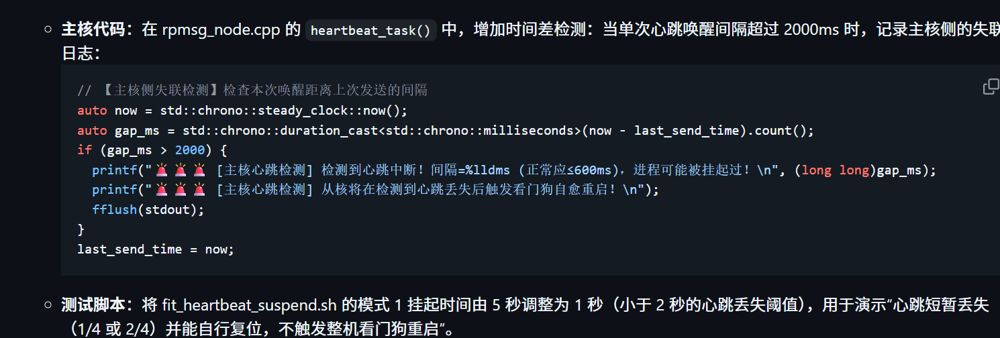 主核代码：在 rpmsg_node.cpp 的 heartbeat_task() 中，增加时间差检测：当单次心跳唤醒间隔超过 2000ms 时，记录主核侧的失联
日志：
// 【主核侧失联检测】检查本次唤醒距离上次发送的间隔
auto now = std::chrono::steady_clock::now();
auto gap_ms = std::chrono::duration_cast<std::chrono::milliseconds>(now - last_send_time).count();
if (gap_ms > 2000) {
  printf("🚨🚨🚨 [主核心跳检测] 检测到心跳中断！间隔=%lldms (正常应≤600ms)，进程可能被挂起过！\n", (long long)gap_ms);
  printf("🚨🚨🚨 [主核心跳检测] 从核将在检测到心跳丢失后触发看门狗自愈重启！\n");
  fflush(stdout);
}
last_send_time = now;
测试脚本：将 fit_heartbeat_suspend.sh 的模式 1 挂起时间由 5 秒调整为 1 秒（小于 2 秒的心跳丢失阈值），用于演示“心跳短暂丢失
（1/4 或 2/4）并能自行复位，不触发整机看门狗重启”。